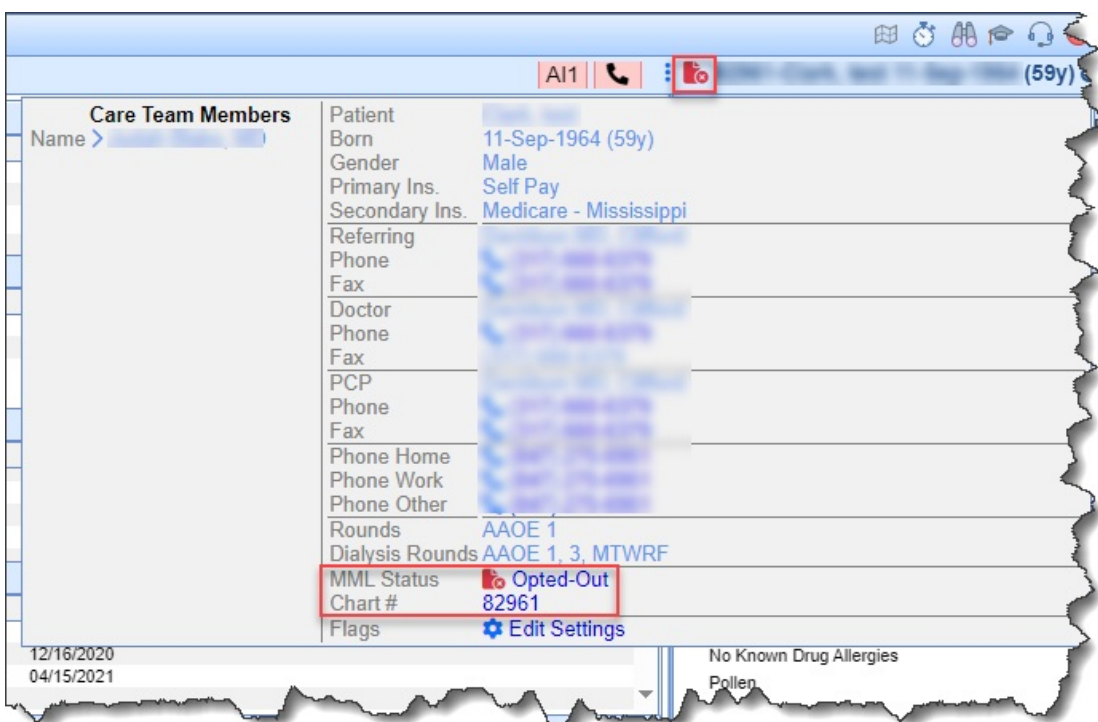 AI1
(59y)
Care Team Members
Name >
Patient
Born 11-Sep-1964 (59y)
Gender Male
Primary Ins. Self Pay
Secondary Ins. Medicare - Mississippi
Referring
Phone
Fax
Doctor
Phone
Fax
PCP
Phone
Fax
Phone Home
Phone Work
Phone Other
Rounds AAOE 1
Dialysis Rounds AAOE 1, 3, MTWRF
MML Status Opted-Out
Chart # 82961
Flags Edit Settings
12/16/2020
04/15/2021
No Known Drug Allergies
Pollen